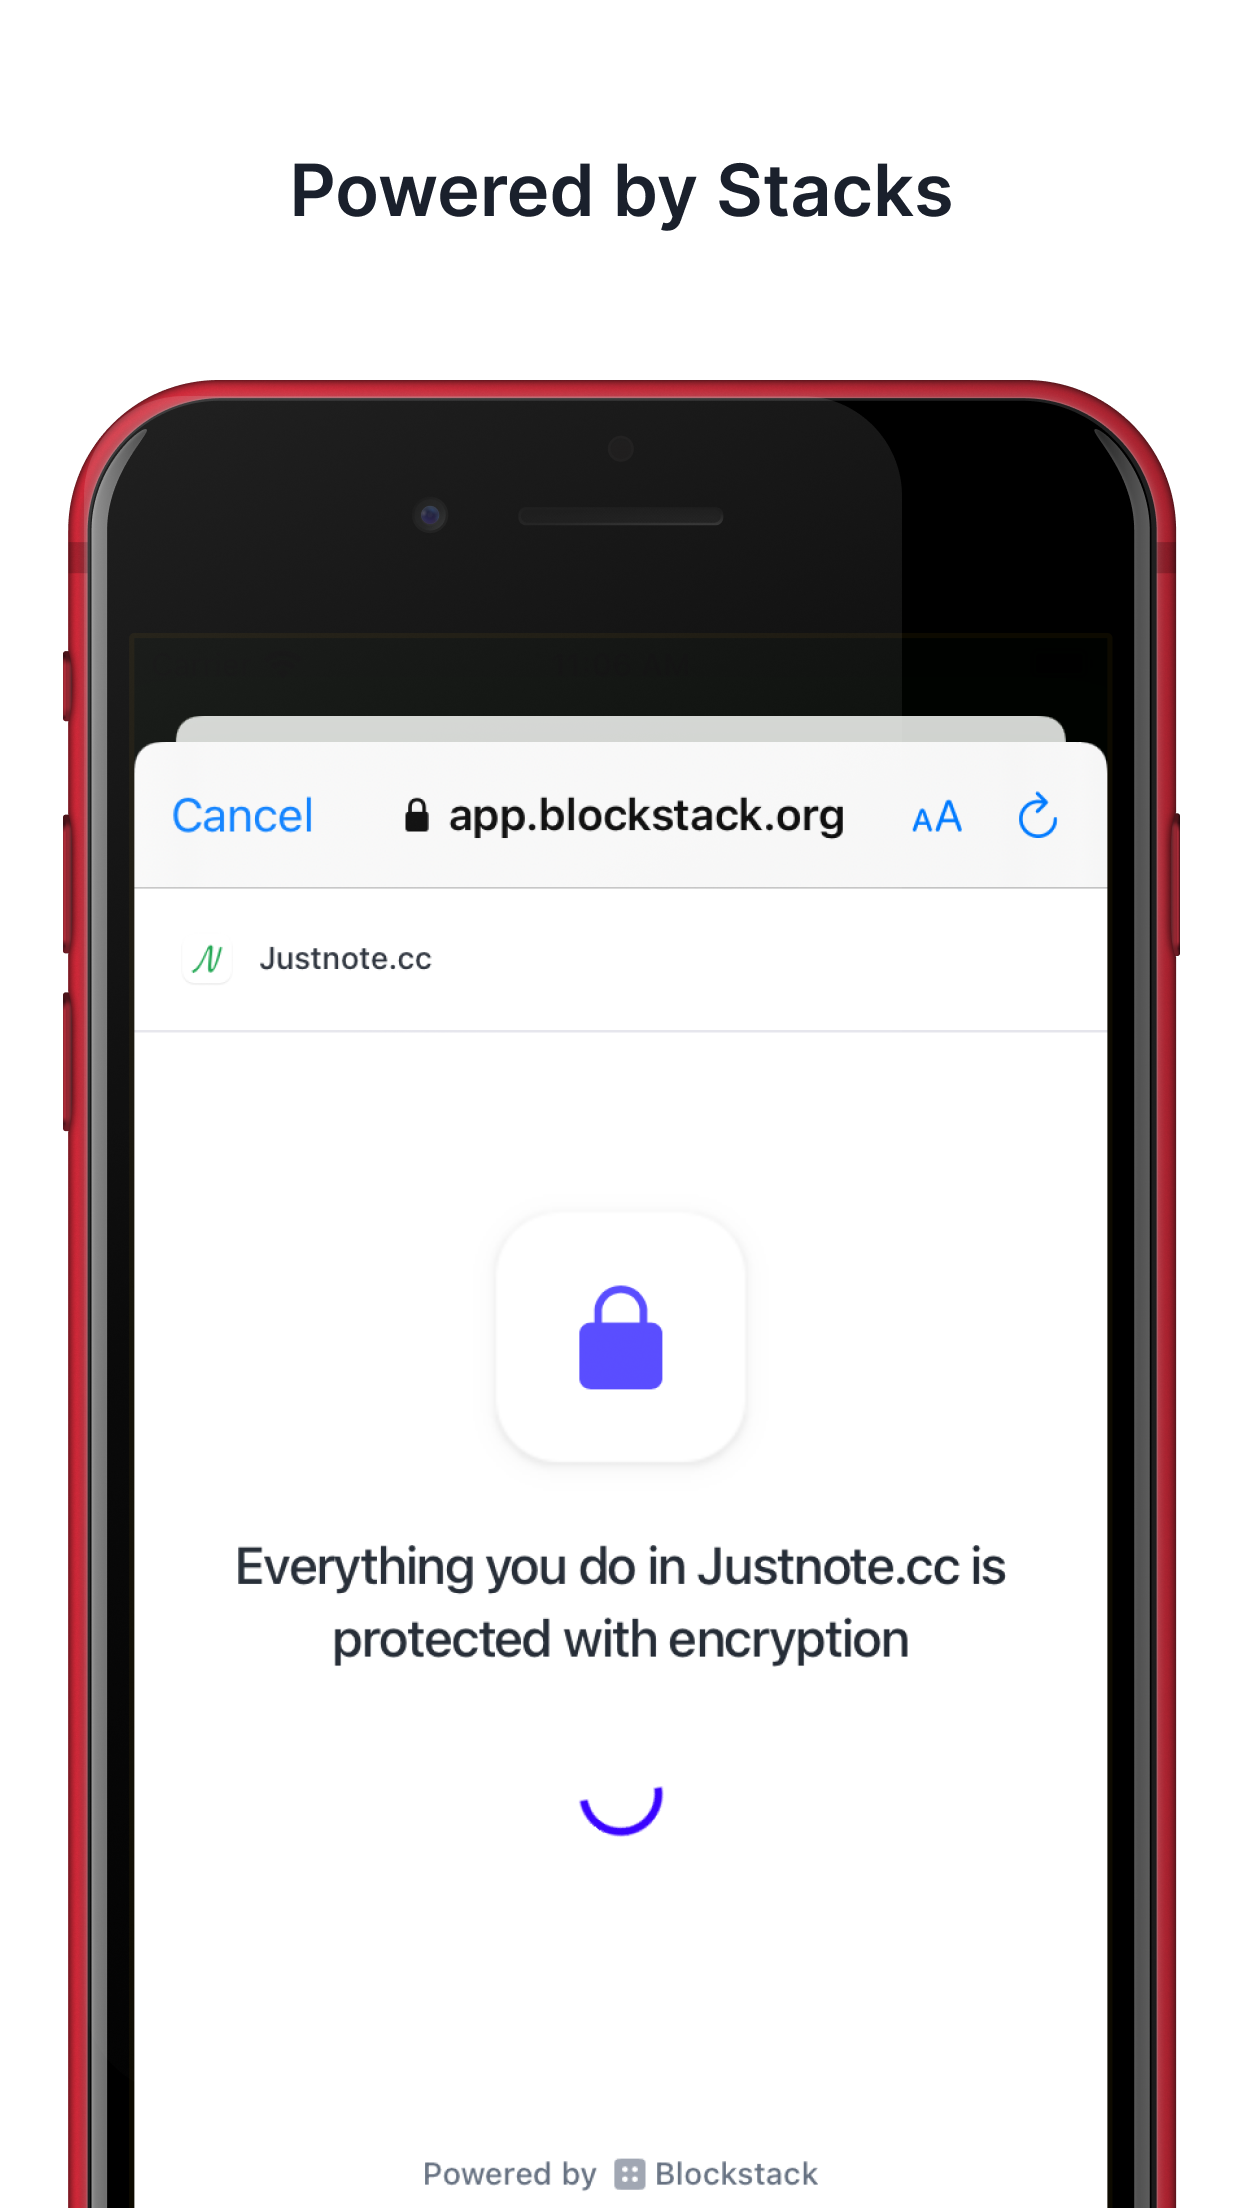 Powered by Stacks
Cancel
app.blockstack.org
AA
Justnote.cc
Everything you do in Justnote.cc is
protected with encryption
Powered by Blockstack